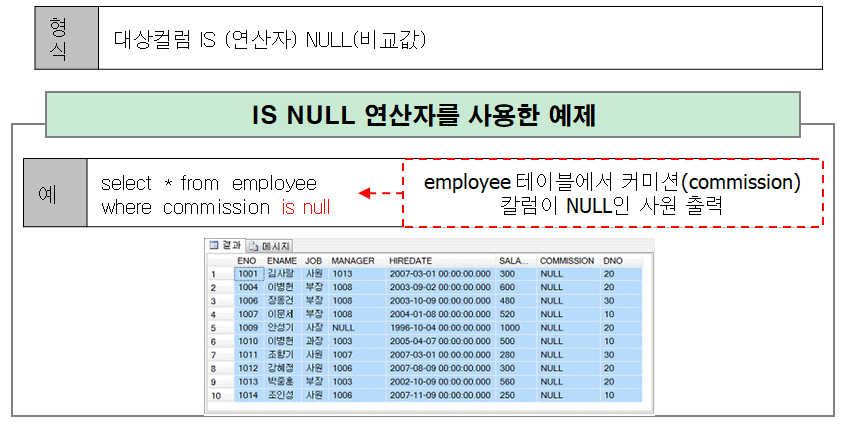 형식
대상컬럼 IS (연산자) NULL(비교값)
IS NULL 연산자를 사용한 예제
예
select * from employee
where commission is null
employee 테이블에서 커미션(commission)
칼럼이 NULL인 사원 출력
결과 메시지
ENO ENAME JOB MANAGER HIREDATE SALA... COMMISSION DNO
1 1001 김사랑 사원 1013 2007-03-01 00:00:00.000 300 NULL 20
2 1004 이병헌 부장 1008 2003-09-02 00:00:00.000 600 NULL 20
3 1006 장동건 부장 1008 2003-10-09 00:00:00.000 480 NULL 30
4 1007 이문세 부장 1008 2004-01-08 00:00:00.000 520 NULL 10
5 1009 안성기 사장 NULL 1996-10-04 00:00:00.000 1000 NULL 20
6 1010 이병헌 과장 1003 2005-04-07 00:00:00.000 500 NULL 10
7 1011 조향기 사원 1007 2007-03-01 00:00:00.000 280 NULL 30
8 1012 강혜정 사원 1006 2007-08-09 00:00:00.000 300 NULL 20
9 1013 박중훈 부장 1003 2002-10-09 00:00:00.000 560 NULL 20
10 1014 조인성 사원 1006 2007-11-09 00:00:00.000 250 NULL 10